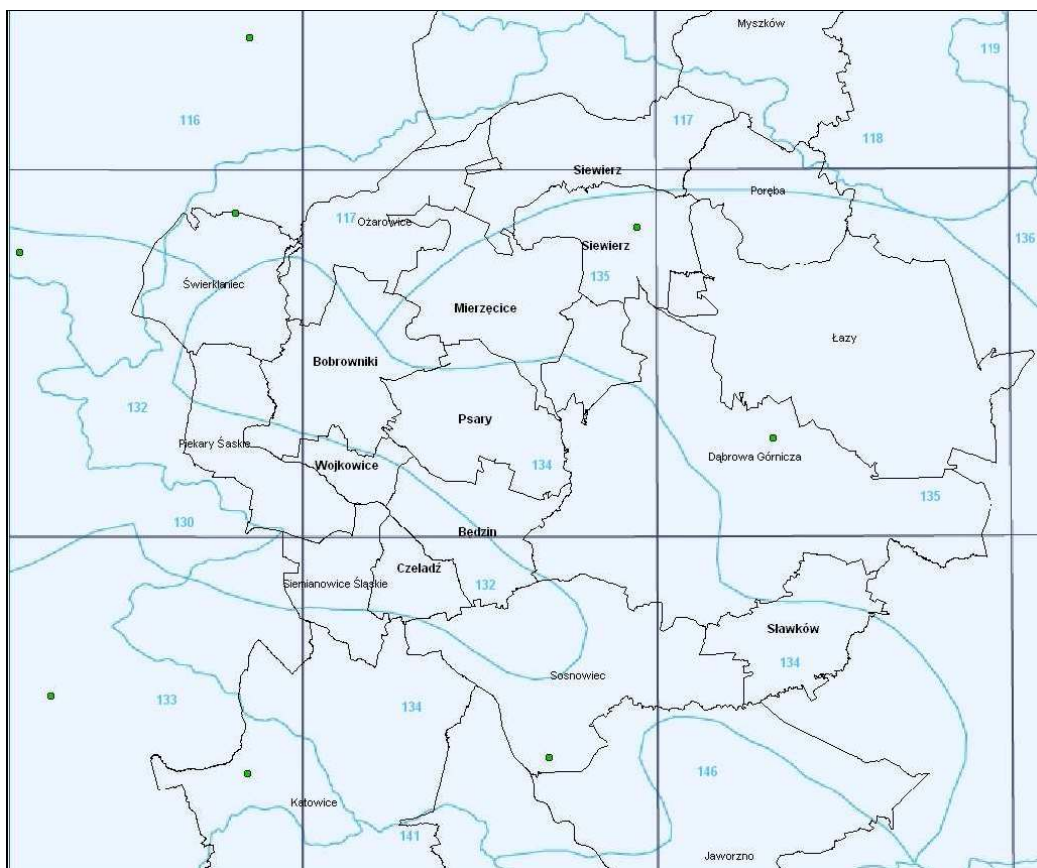 Myszków
119
116
117
118
Siewierz
Poręba
117
Ożarowice
136
Siewierz
135
Świerklaniec
Mierzęcice
Łazy
Bobrowniki
132
Psary
Piekary Śaskie
Dąbrowa Górnicza
Wojkowice
134
135
130
Będzin
Czeladź
Siemianowice Śląskie
132
Sławków
134
Sosnowiec
133
134
146
Katowice
141
Jaworzno